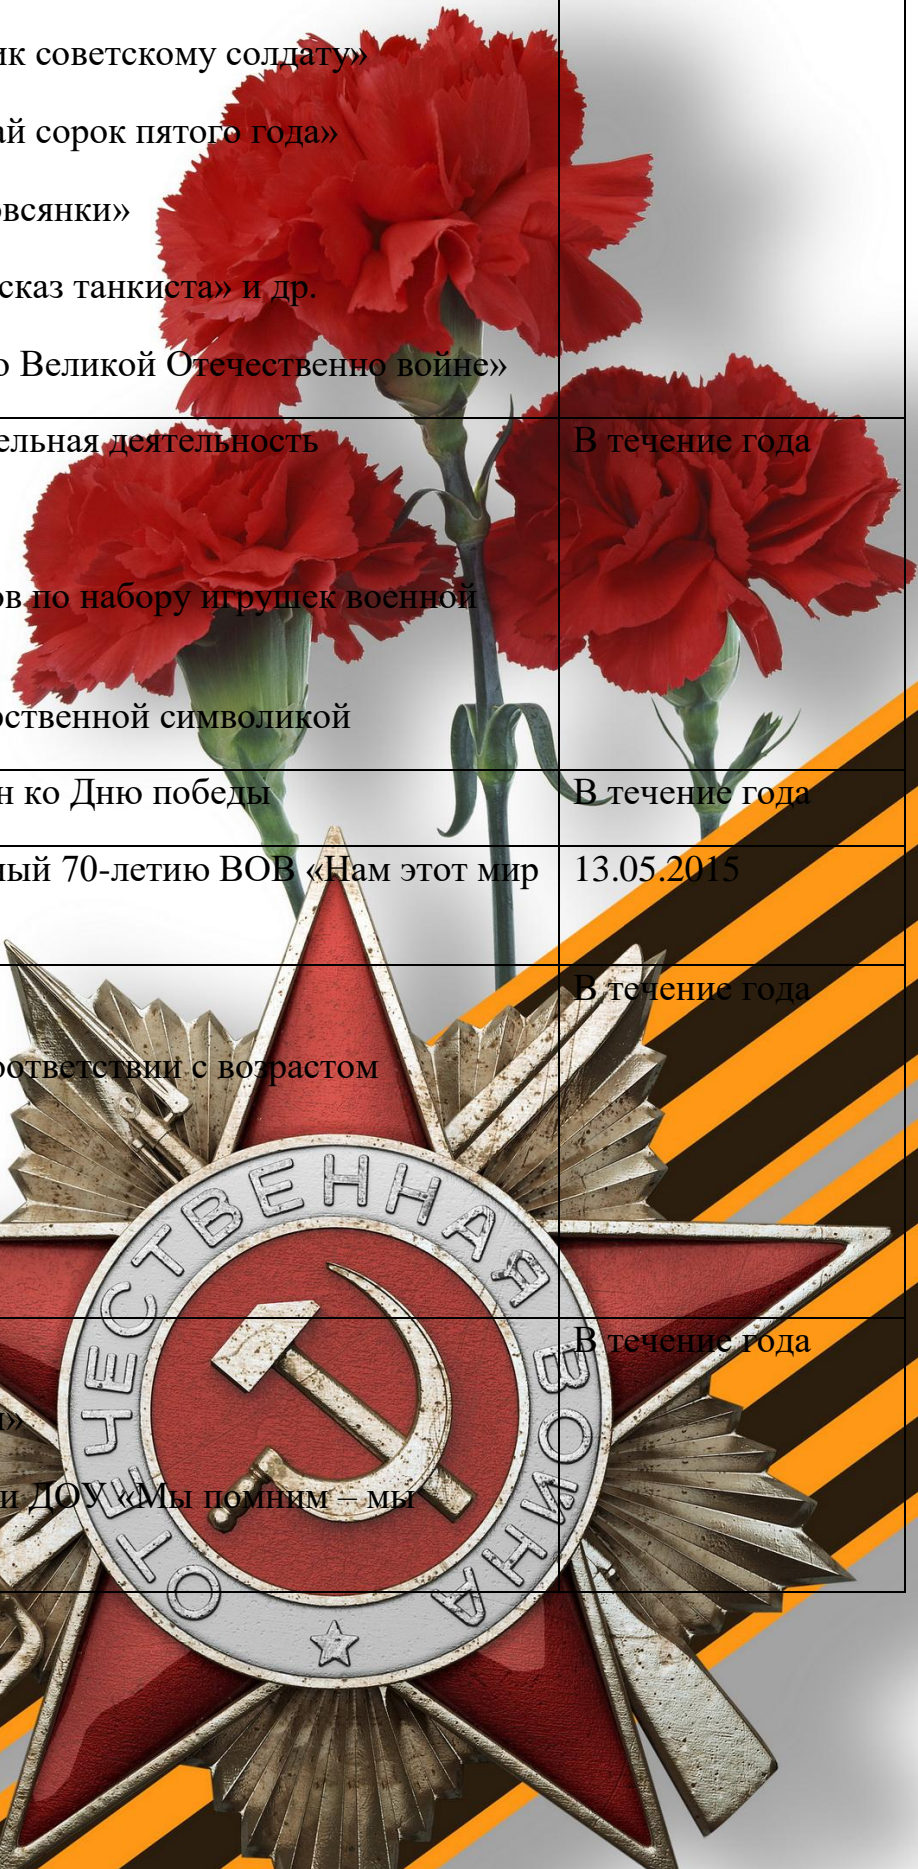 ик советскому солдату»
ай сорок пятого года»
овсянки»
сказ танкиста» и др.
о Великой Отечественно войне»
ельная деятельность
В течение года
ов по набору игрушек военной
рственной символикой
н ко Дню победы
В течение года
ный 70-летию ВОВ «Нам этот мир
13.05.2015
В течение года
оответствии с возрастом
В течение года
и»
и ДОУ «Мы помним – мы
ОТЕЧЕСТВЕННАЯ ВОЙНА